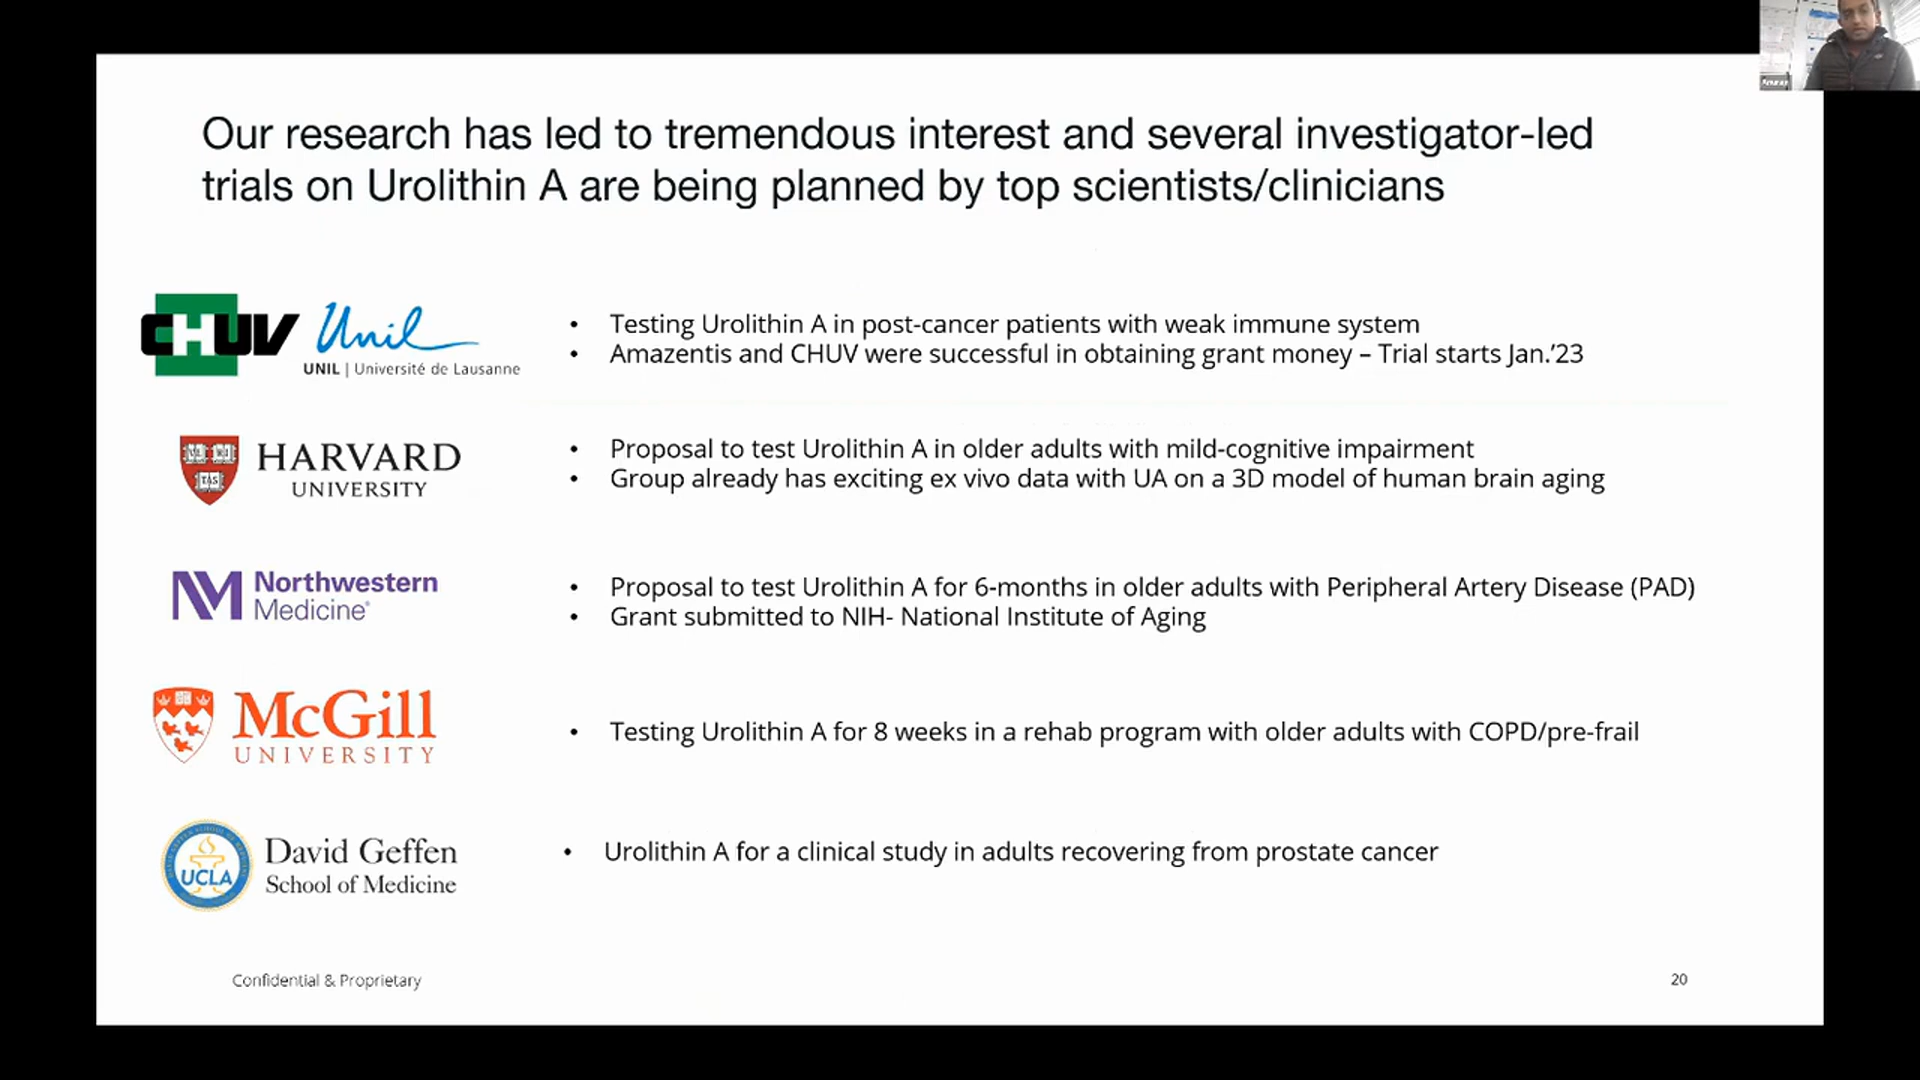 Our research has led to tremendous interest and several investigator-led
trials on Urolithin A are being planned by top scientists/clinicians
CHUV
Unil
UNIL | Université de Lausanne
• Testing Urolithin A in post-cancer patients with weak immune system
• Amazentis and CHUV were successful in obtaining grant money – Trial starts Jan.’23
HARVARD
UNIVERSITY
• Proposal to test Urolithin A in older adults with mild-cognitive impairment
• Group already has exciting ex vivo data with UA on a 3D model of human brain aging
Northwestern
Medicine®
• Proposal to test Urolithin A for 6-months in older adults with Peripheral Artery Disease (PAD)
• Grant submitted to NIH- National Institute of Aging
McGill
UNIVERSITY
• Testing Urolithin A for 8 weeks in a rehab program with older adults with COPD/pre-frail
UCLA
David Geffen
School of Medicine
• Urolithin A for a clinical study in adults recovering from prostate cancer
Confidential & Proprietary
20